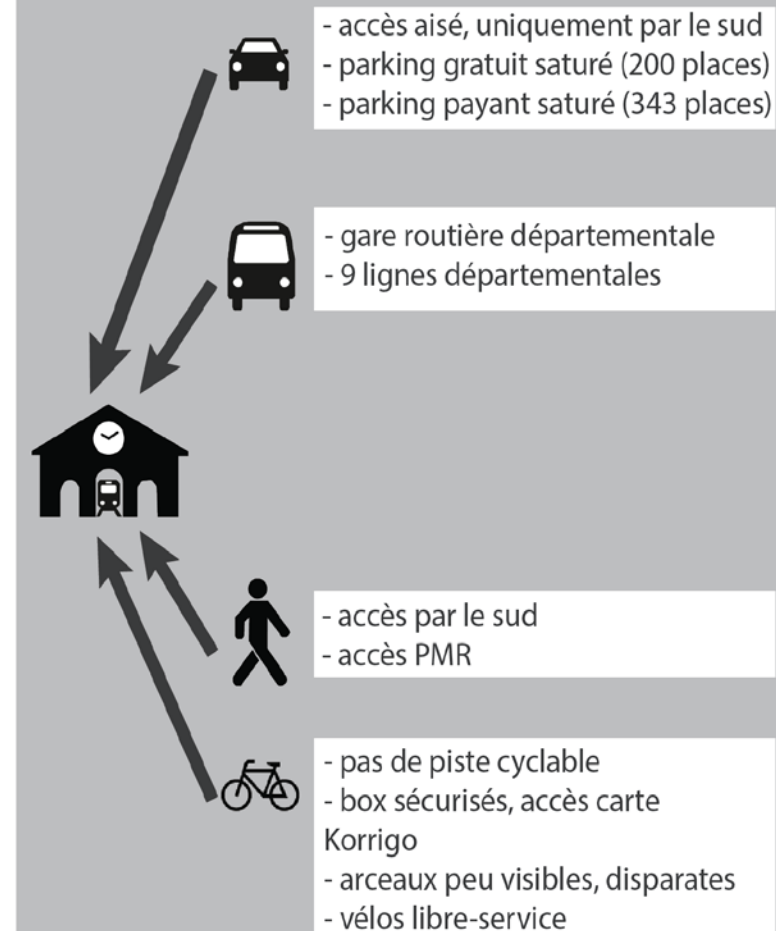 - accès aisé, uniquement par le sud
- parking gratuit saturé (200 places)
- parking payant saturé (343 places)
- gare routière départementale
- 9 lignes départementales
- accès par le sud
- accès PMR
- pas de piste cyclable
- box sécurisés, accès carte
Korrigo
- arceaux peu visibles, disparates
- vélos libre-service